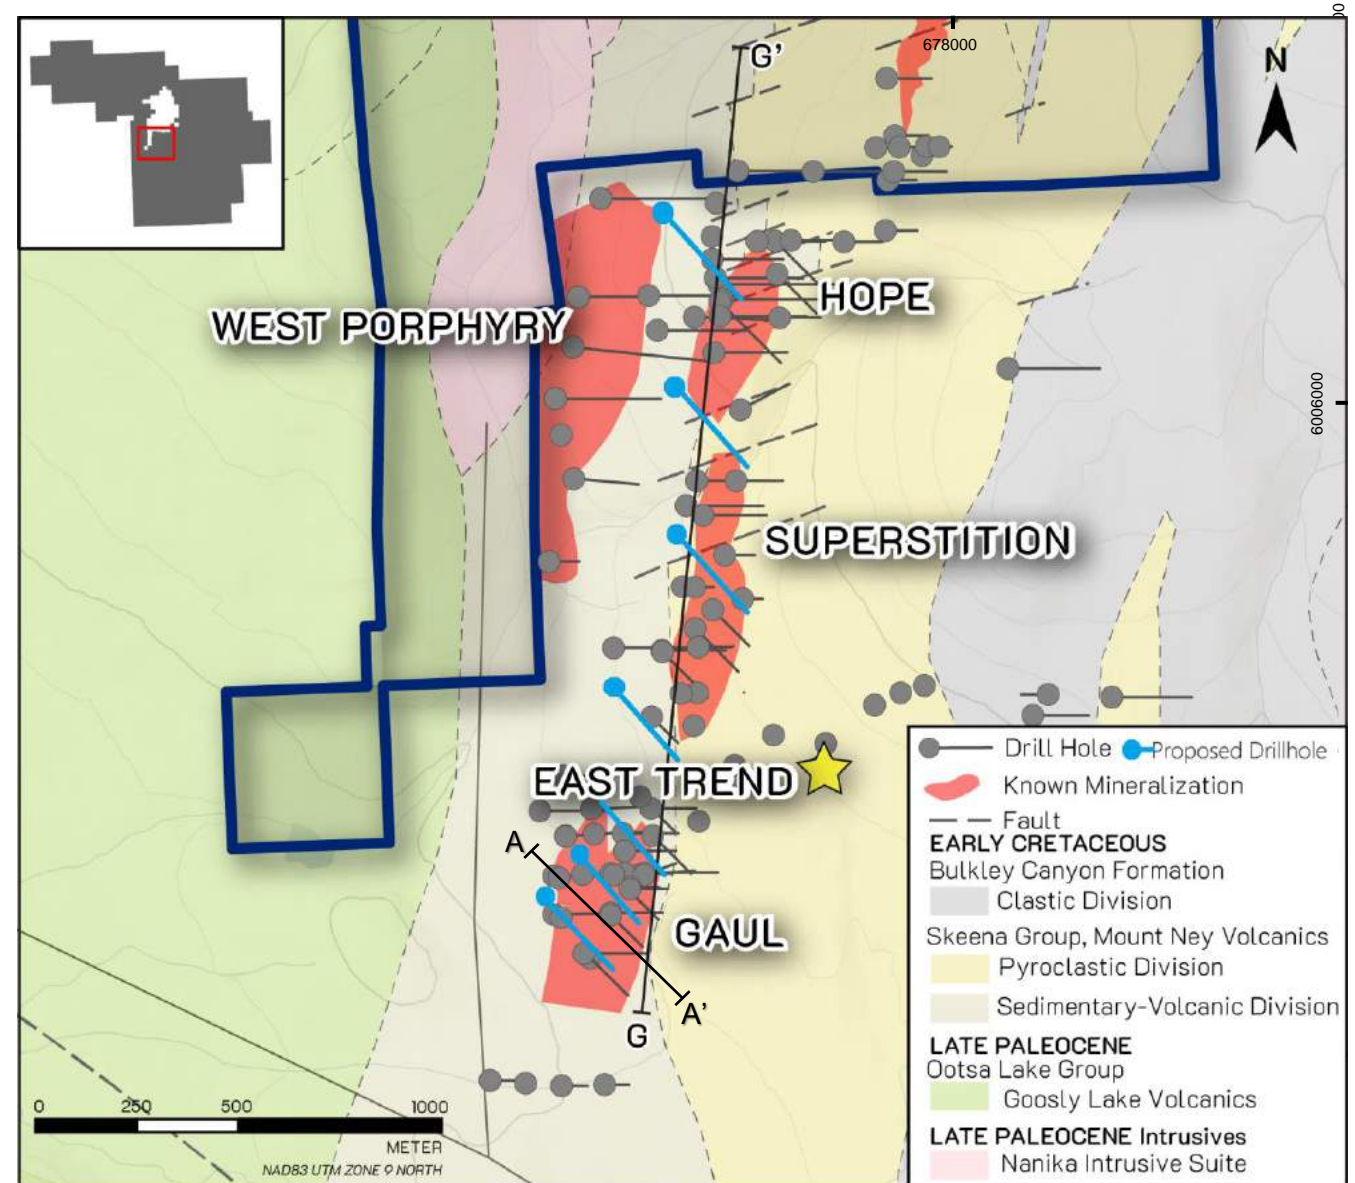 00
678000
G'
N
HOPE
WEST PORPHYRY
6006000
SUPERSTITION
EAST TREND
A
GAUL
A'
G
Drill Hole Proposed Drillhole
Known Mineralization
Fault
EARLY CRETACEOUS
Bulkley Canyon Formation
Clastic Division
Skeena Group, Mount Ney Volcanics
Pyroclastic Division
Sedimentary-Volcanic Division
LATE PALEOCENE
Ootsa Lake Group
Goosly Lake Volcanics
LATE PALEOCENE Intrusives
Nanika Intrusive Suite
0 250 500 1000
METER
NAD83 UTM ZONE 9 NORTH